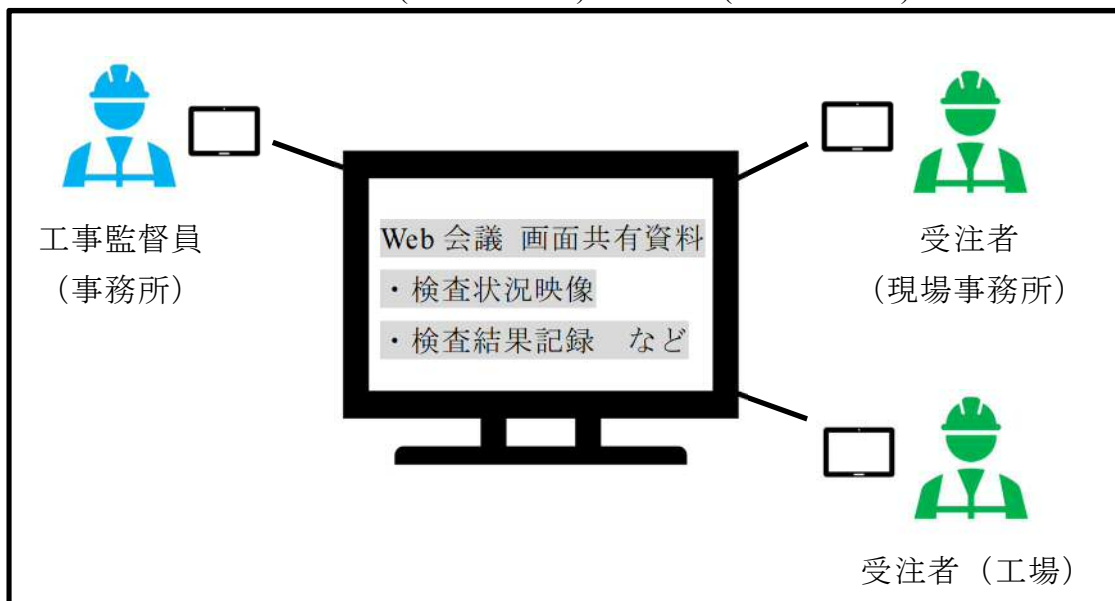 工事監督員
（事務所）
Web 会議 画面共有資料
・検査状況映像
・検査結果記録　など
受注者
（現場事務所）
受注者（工場）